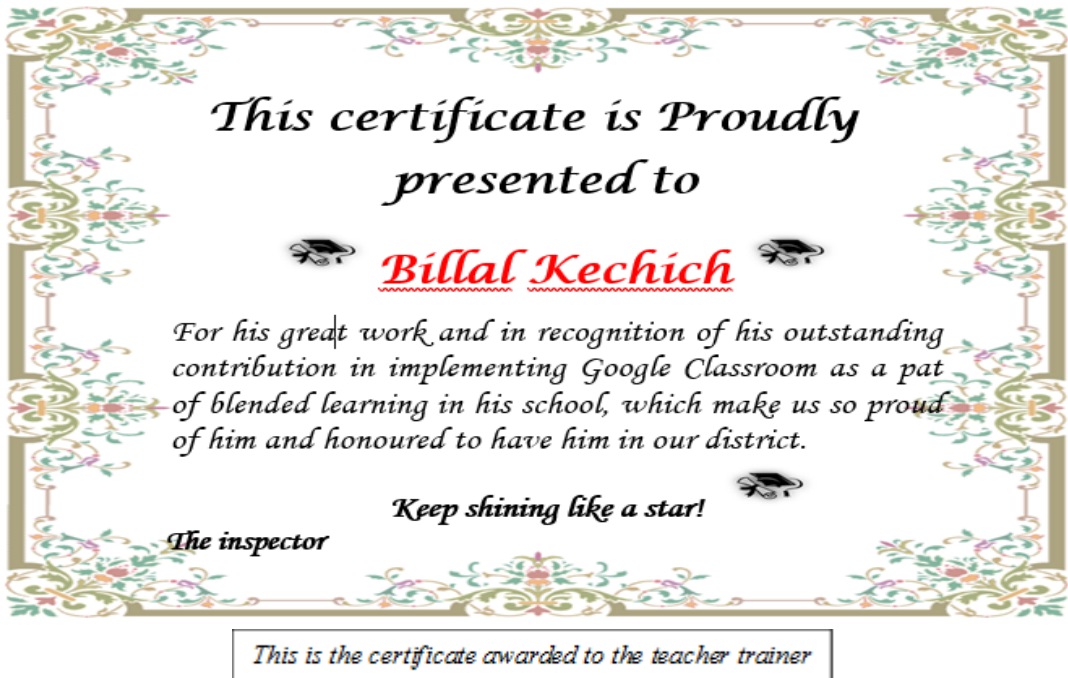 This certificate is Proudly
presented to
Billal Kechich
For his great work and in recognition of his outstanding
contribution in implementing Google Classroom as a pat
of blended learning in his school, which make us so proud
of him and honoured to have him in our district.
Keep shining like a star!
The inspector
This is the certificate awarded to the teacher trainer